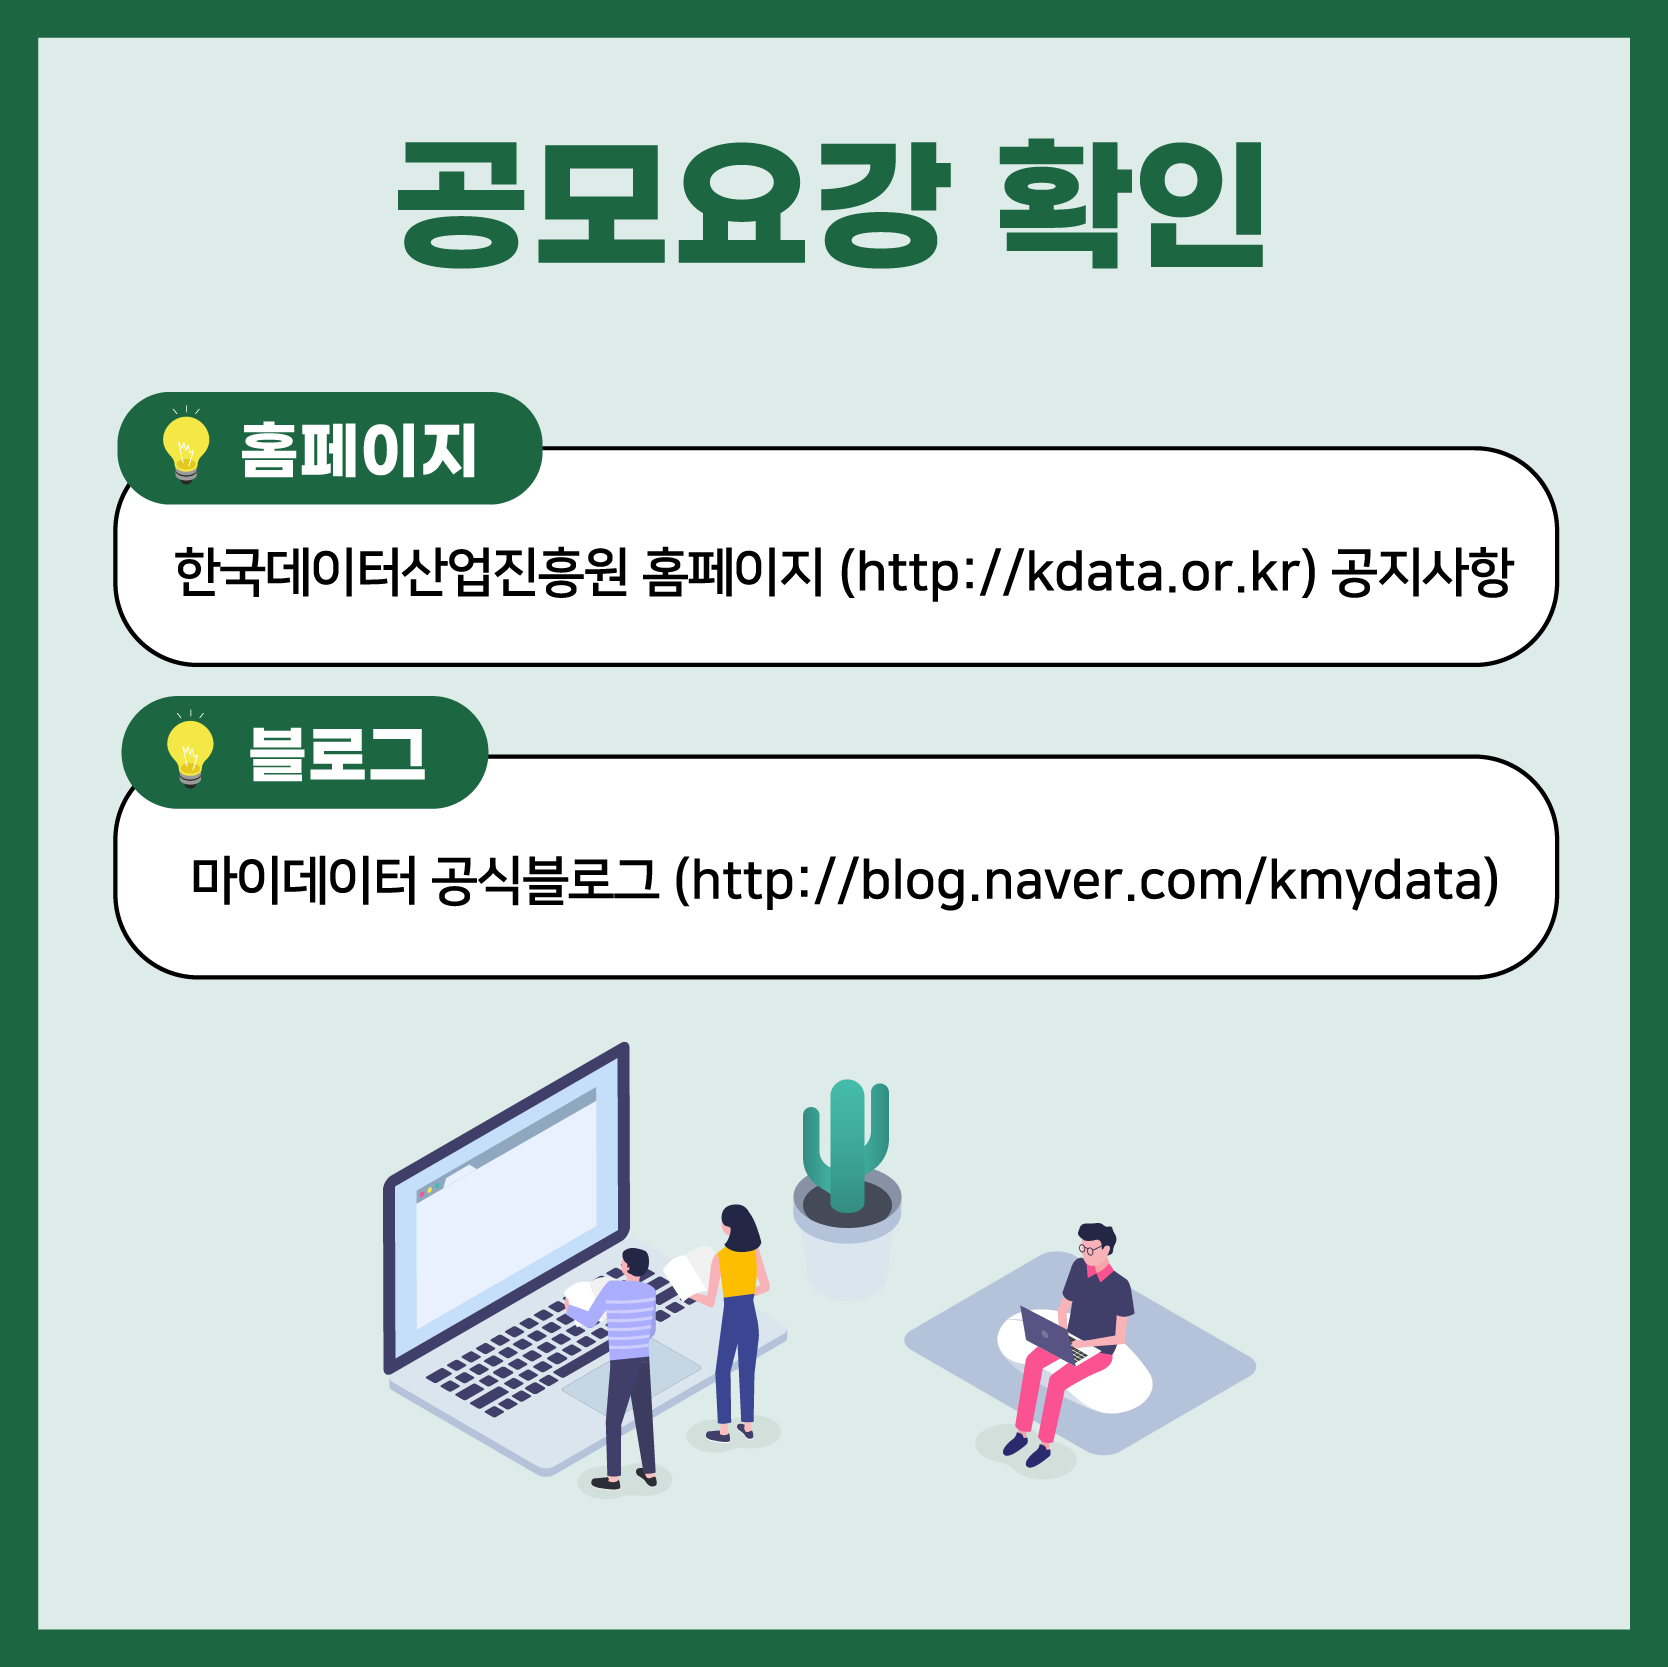 공모요강 확인
홈페이지
한국데이터산업진흥원 홈페이지 (http://kdata.or.kr) 공지사항
블로그
마이데이터 공식블로그 (http://blog.naver.com/kmydata)